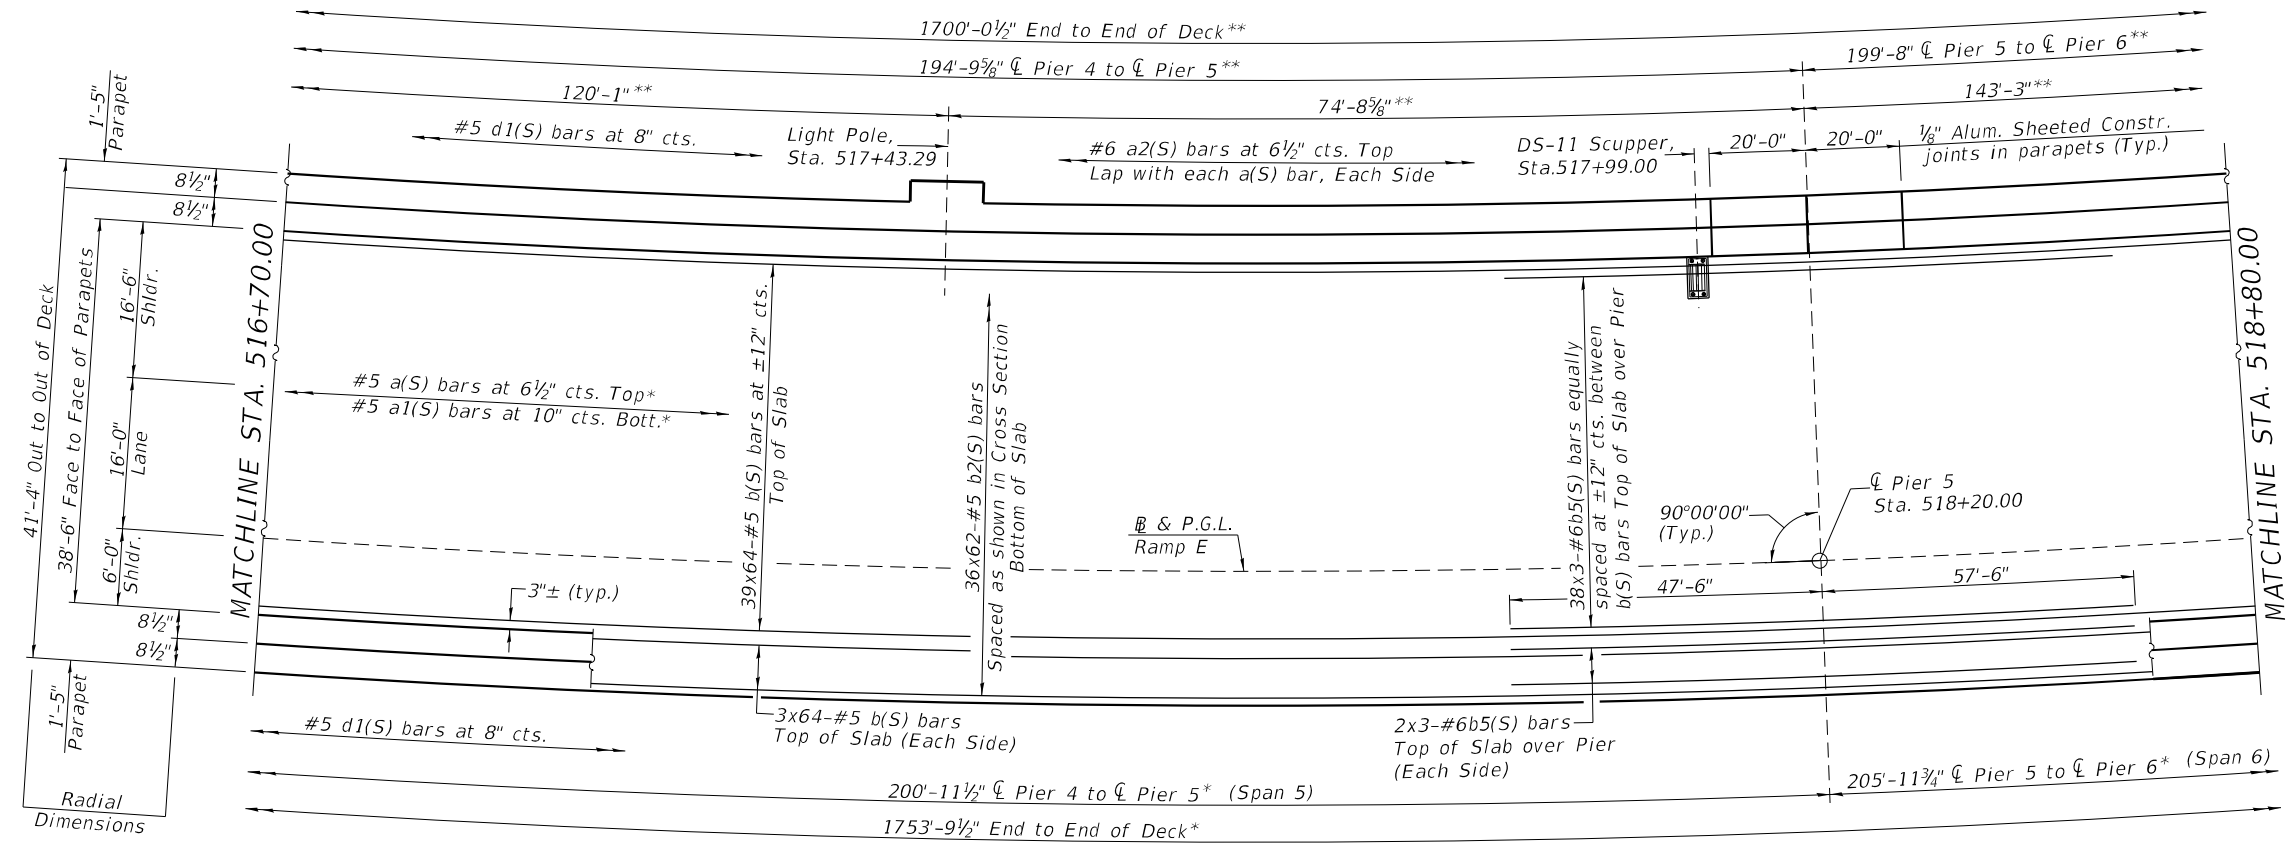 1700'-0½" End to End of Deck**
194'-9⅝" ℄ Pier 4 to ℄ Pier 5**
199'-8" ℄ Pier 5 to ℄ Pier 6**
120'-1"**
74'-8⅝"**
143'-3"**
1'-5"
Parapet
#5 d1(S) bars at 8" cts.
Light Pole,
Sta. 517+43.29
#6 a2(S) bars at 6½" cts. Top
Lap with each a(S) bar, Each Side
DS-11 Scupper,
Sta.517+99.00
20'-0"
20'-0"
⅛" Alum. Sheeted Constr.
joints in parapets (Typ.)
8½"
8½"
41'-4" Out to Out of Deck
38'-6" Face to Face of Parapets
16'-6"
Shldr.
16'-0"
Lane
6'-0"
Shldr.
MATCHLINE STA. 516+70.00
#5 a(S) bars at 6½" cts. Top*
#5 a1(S) bars at 10" cts. Bott.*
39x64-#5 b(S) bars at ±12" cts.
Top of Slab
36x62-#5 b2(S) bars
Spaced as shown in Cross Section
Bottom of Slab
38x3-#6b5(S) bars equally
spaced at ±12" cts. between
b(S) bars Top of Slab over Pier
MATCHLINE STA. 518+80.00
℄ Pier 5
Sta. 518+20.00
90°00'00"
(Typ.)
BL & P.G.L.
Ramp E
47'-6"
57'-6"
3"± (typ.)
8½"
8½"
1'-5"
Parapet
#5 d1(S) bars at 8" cts.
3x64-#5 b(S) bars
Top of Slab (Each Side)
2x3-#6b5(S) bars
Top of Slab over Pier
(Each Side)
Radial
Dimensions
200'-11½" ℄ Pier 4 to ℄ Pier 5* (Span 5)
205'-11¾" ℄ Pier 5 to ℄ Pier 6* (Span 6)
1753'-9½" End to End of Deck*